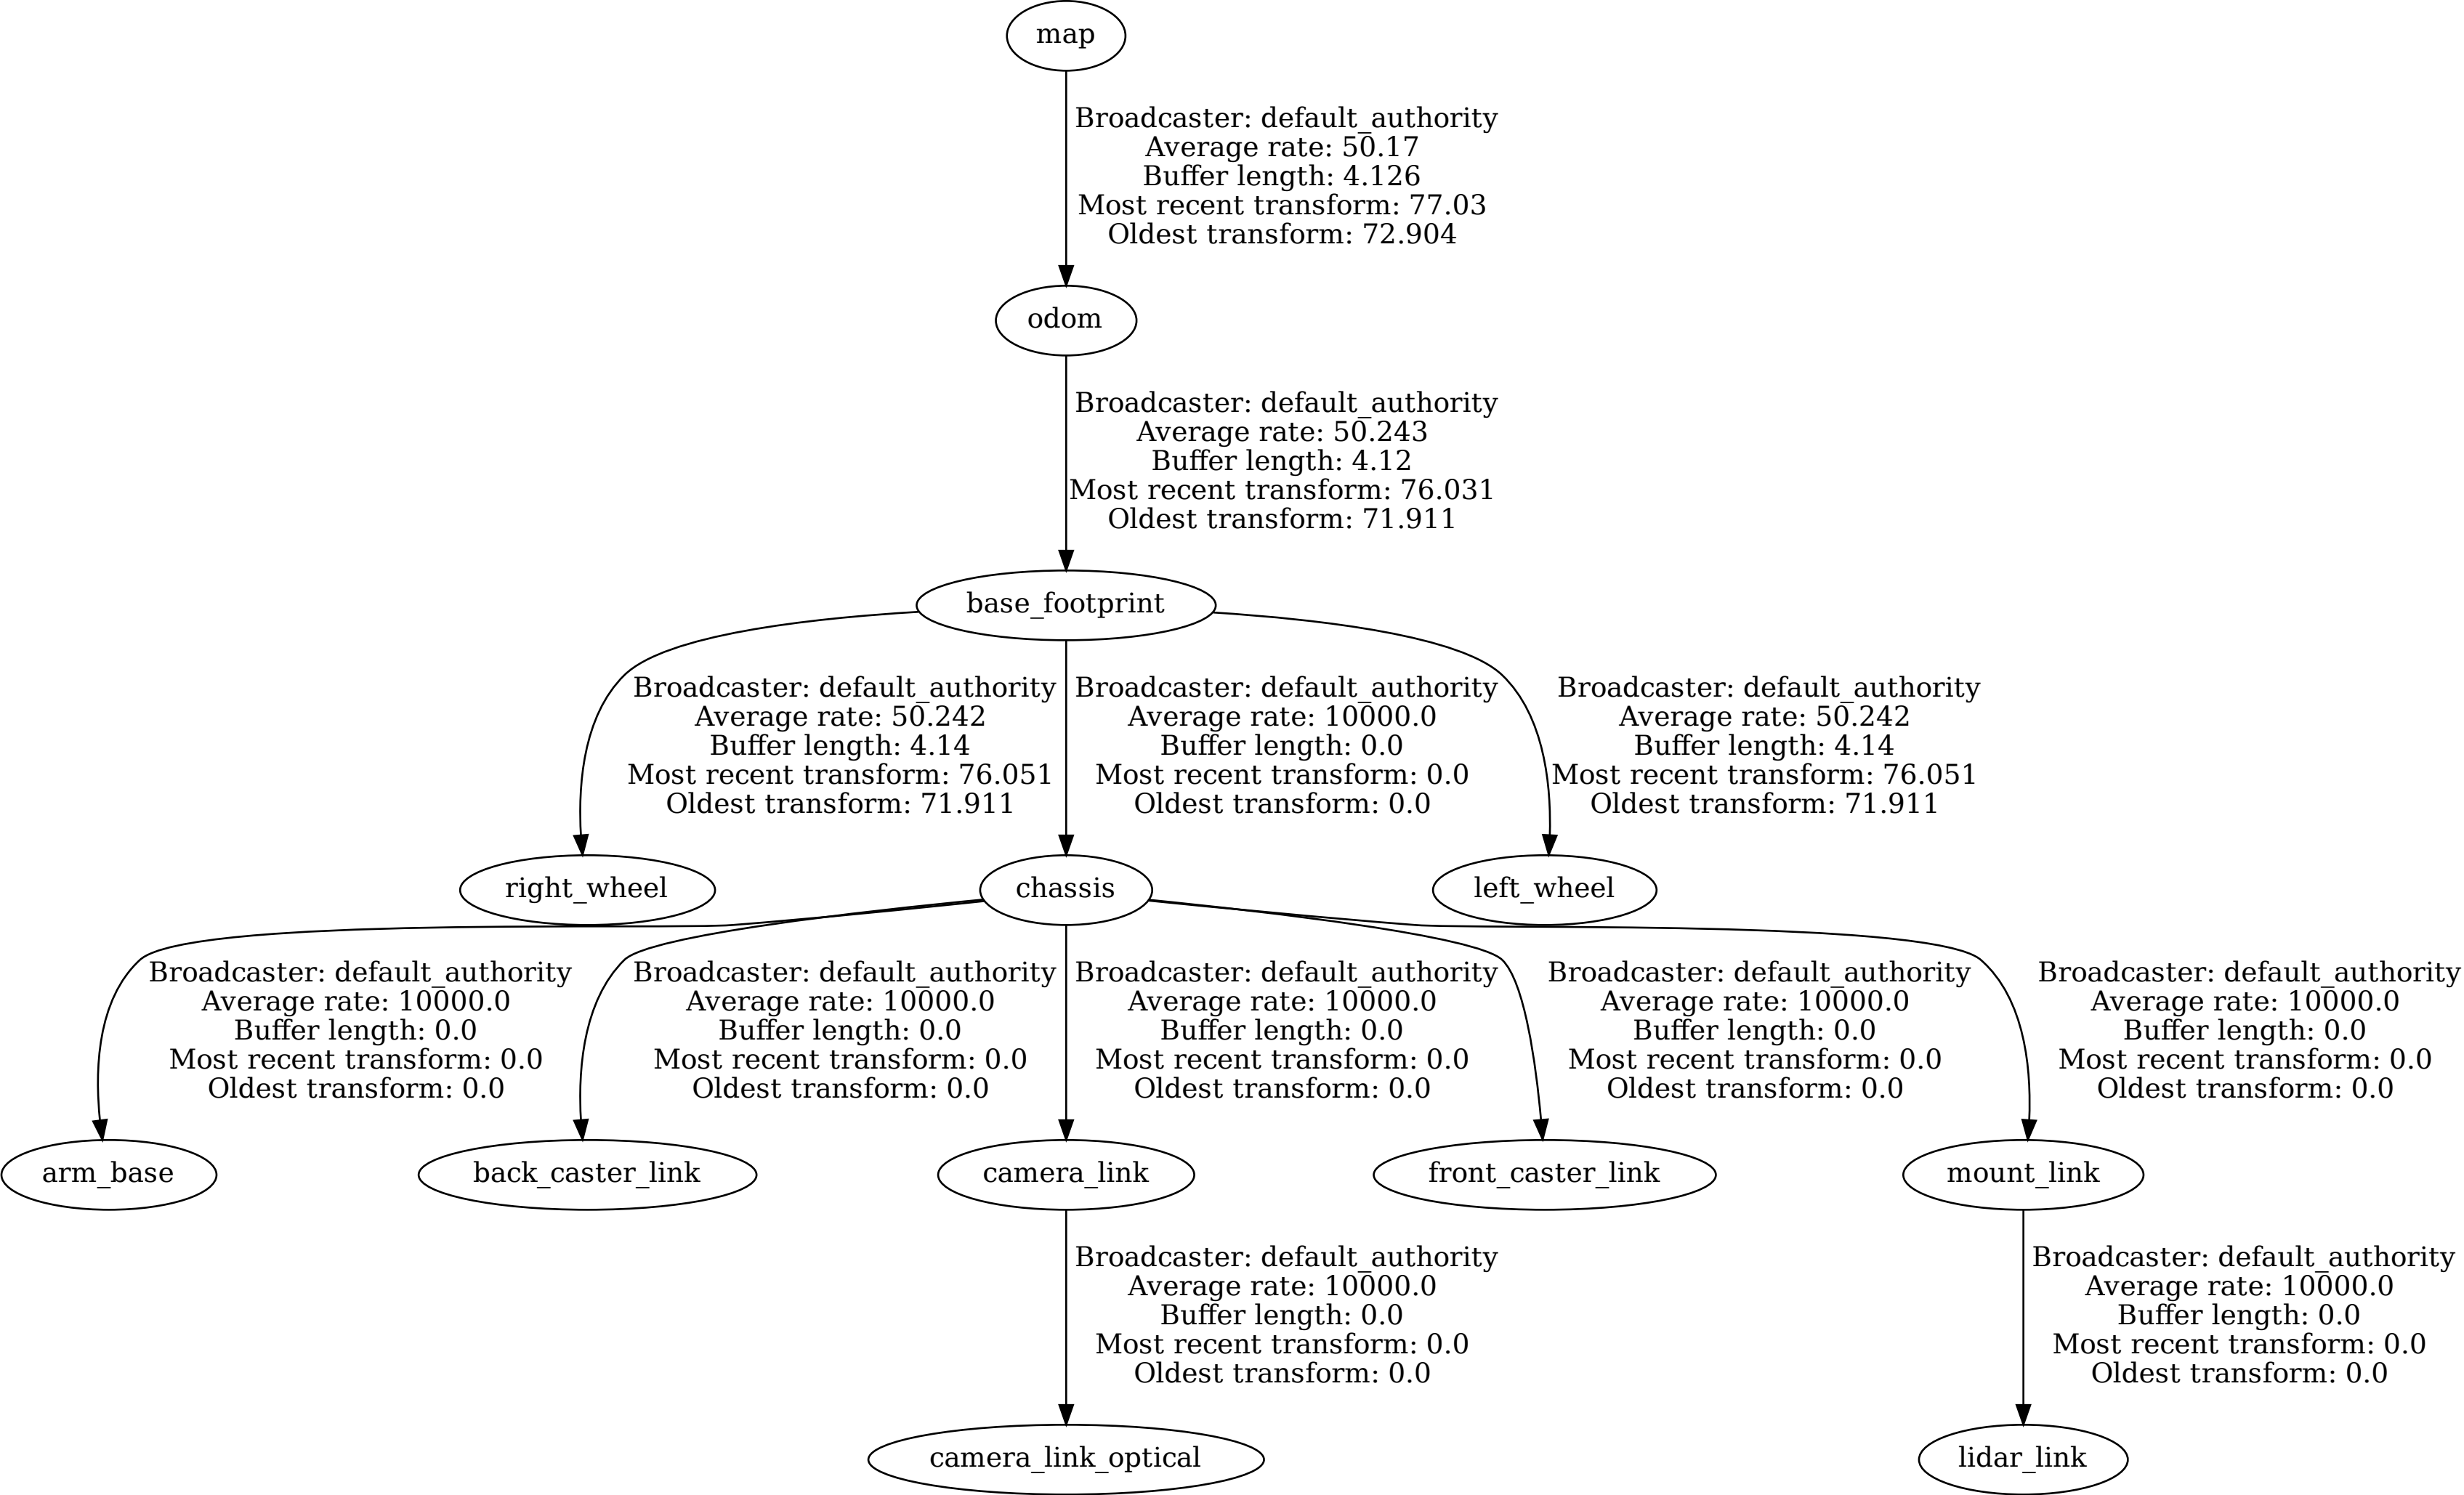 map
Broadcaster: default_authority
Average rate: 50.17
Buffer length: 4.126
Most recent transform: 77.03
Oldest transform: 72.904
odom
Broadcaster: default_authority
Average rate: 50.243
Buffer length: 4.12
Most recent transform: 76.031
Oldest transform: 71.911
base_footprint
Broadcaster: default_authority
Average rate: 50.242
Buffer length: 4.14
Most recent transform: 76.051
Oldest transform: 71.911
Broadcaster: default_authority
Average rate: 10000.0
Buffer length: 0.0
Most recent transform: 0.0
Oldest transform: 0.0
Broadcaster: default_authority
Average rate: 50.242
Buffer length: 4.14
Most recent transform: 76.051
Oldest transform: 71.911
right_wheel
chassis
left_wheel
Broadcaster: default_authority
Average rate: 10000.0
Buffer length: 0.0
Most recent transform: 0.0
Oldest transform: 0.0
Broadcaster: default_authority
Average rate: 10000.0
Buffer length: 0.0
Most recent transform: 0.0
Oldest transform: 0.0
Broadcaster: default_authority
Average rate: 10000.0
Buffer length: 0.0
Most recent transform: 0.0
Oldest transform: 0.0
Broadcaster: default_authority
Average rate: 10000.0
Buffer length: 0.0
Most recent transform: 0.0
Oldest transform: 0.0
Broadcaster: default_authority
Average rate: 10000.0
Buffer length: 0.0
Most recent transform: 0.0
Oldest transform: 0.0
arm_base
back_caster_link
camera_link
front_caster_link
mount_link
Broadcaster: default_authority
Average rate: 10000.0
Buffer length: 0.0
Most recent transform: 0.0
Oldest transform: 0.0
Broadcaster: default_authority
Average rate: 10000.0
Buffer length: 0.0
Most recent transform: 0.0
Oldest transform: 0.0
camera_link_optical
lidar_link